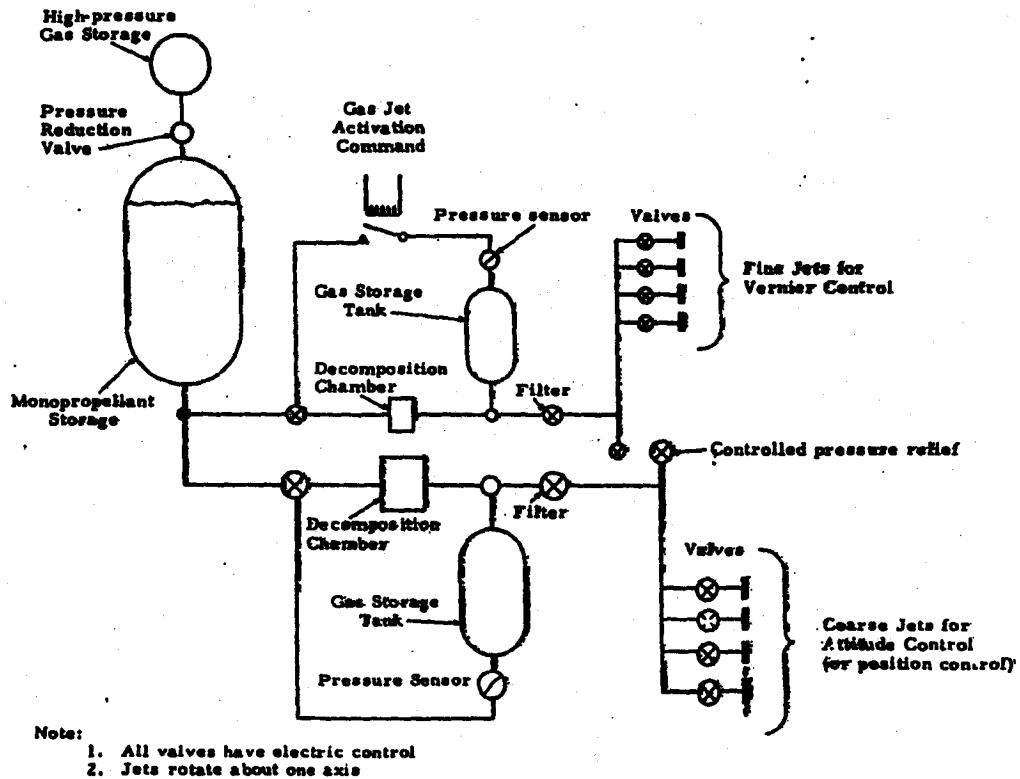 High-pressure
Gas Storage
Pressure
Reduction
Valve
Gas Jet
Activation
Command
Pressure sensor
Valves
Fine Jets for
Vernier Control
Gas Storage
Tank
Decomposition
Chamber
Filter
Monopropellant
Storage
Controlled pressure relief
Decomposition
Chamber
Filter
Valves
Gas Storage
Tank
Coarse Jets for
Attitude Control
(or position control)
Pressure Sensor
Note:
1. All valves have electric control
2. Jets rotate about one axis